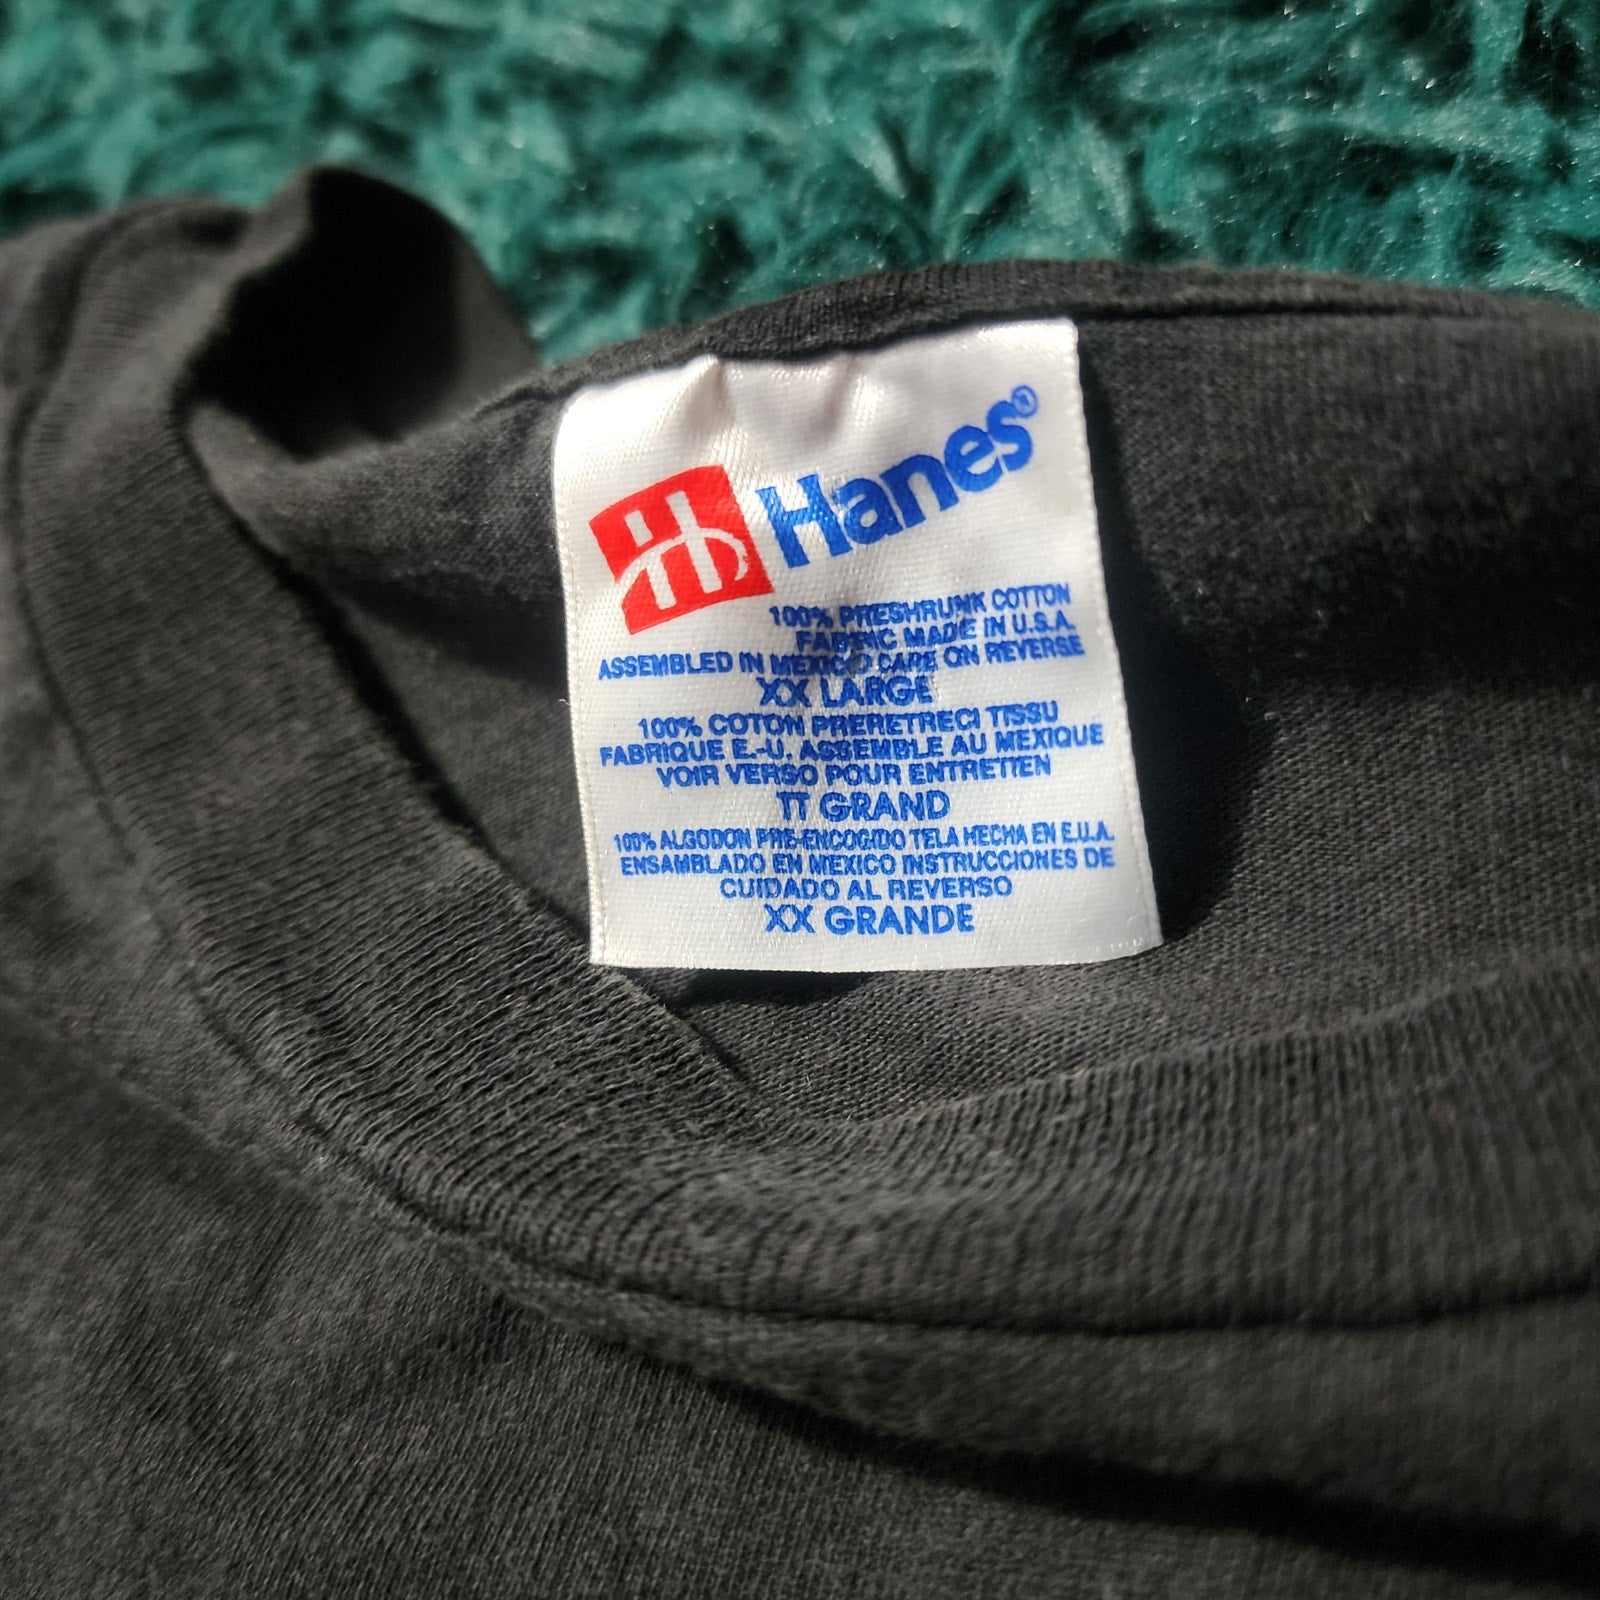 Hanes®
100% PRESHRUNK COTTON
FABRIC MADE IN U.S.A.
ASSEMBLED IN MEXICO CARE ON REVERSE
XX LARGE
100% COTON PRERETRECI TISSU
FABRIQUE E.-U. ASSEMBLE AU MEXIQUE
VOIR VERSO POUR ENTRETIEN
TT GRAND
100% ALGODON PRE-ENCOGIDO TELA HECHA EN E.U.A.
ENSAMBLADO EN MEXICO INSTRUCCIONES DE
CUIDADO AL REVERSO
XX GRANDE